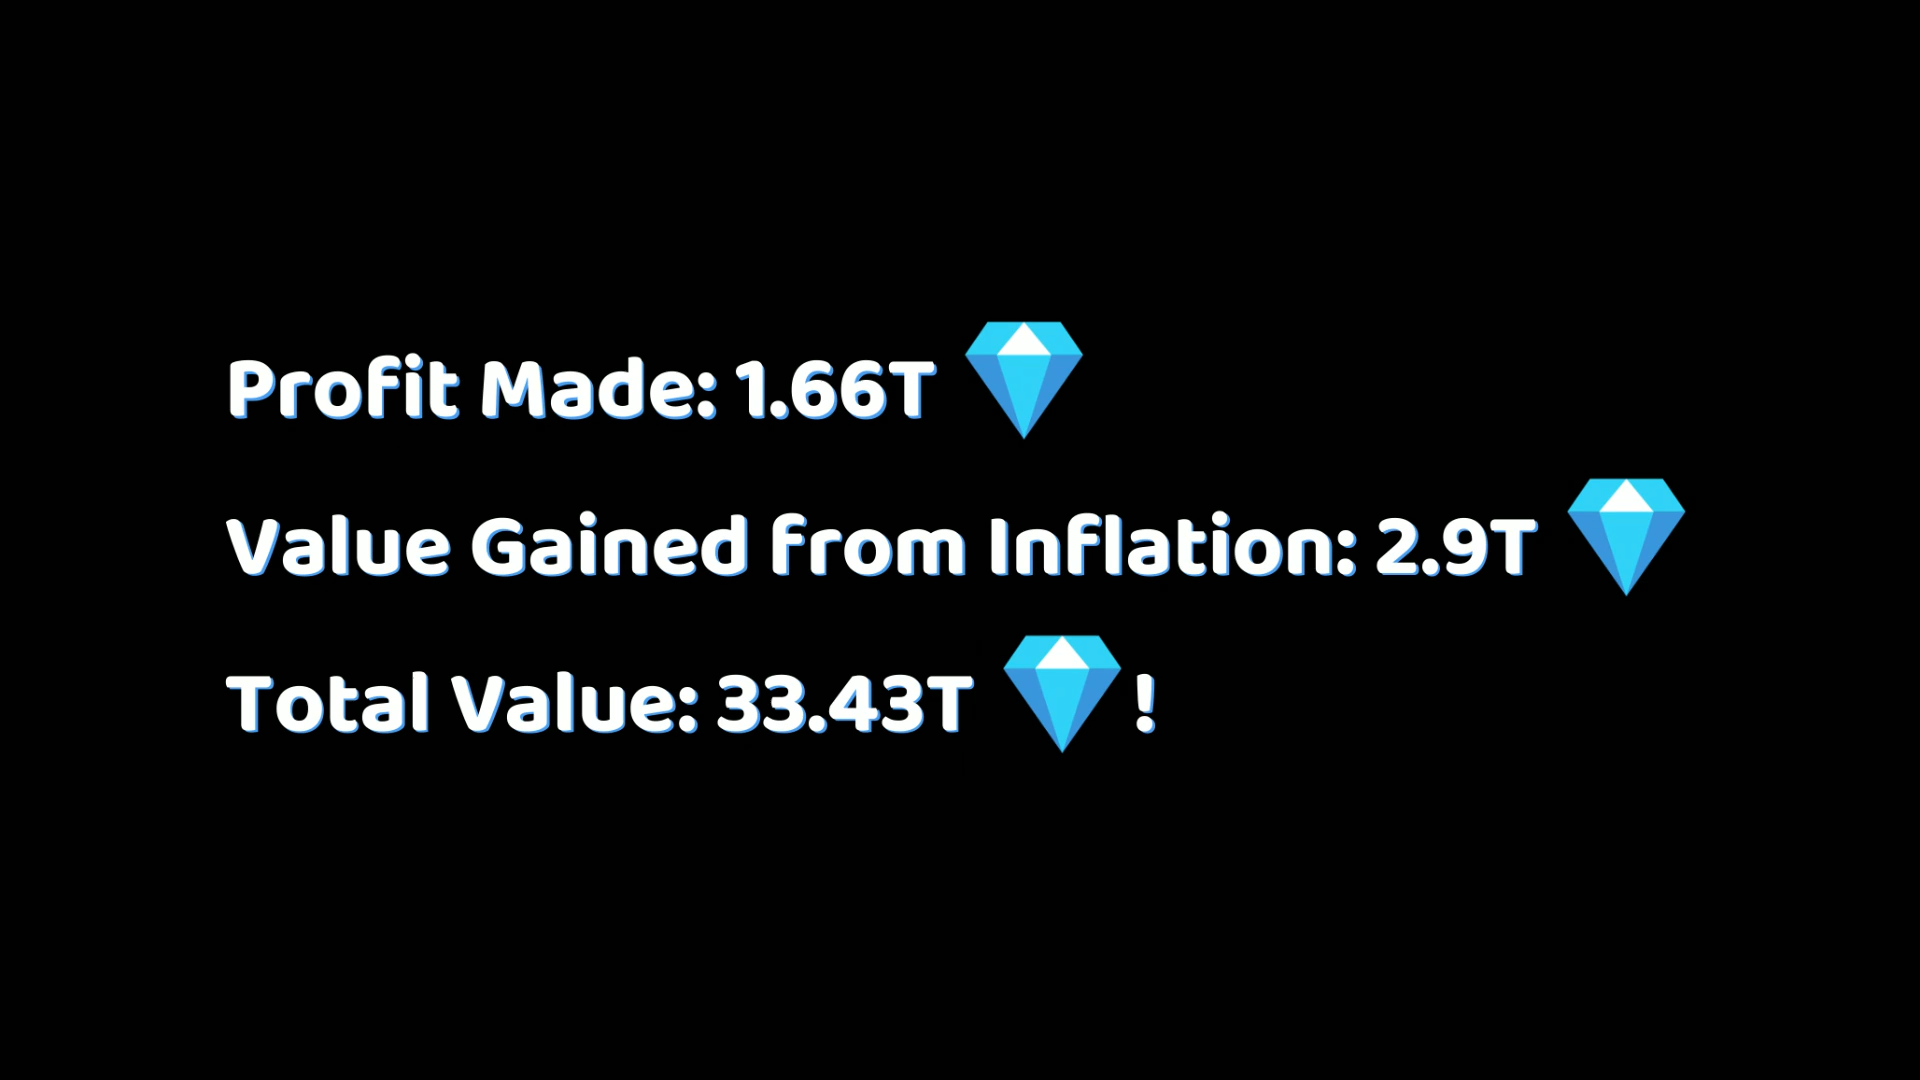 Profit Made: 1.66T
Value Gained from Inflation: 2.9T
Total Value: 33.43T !